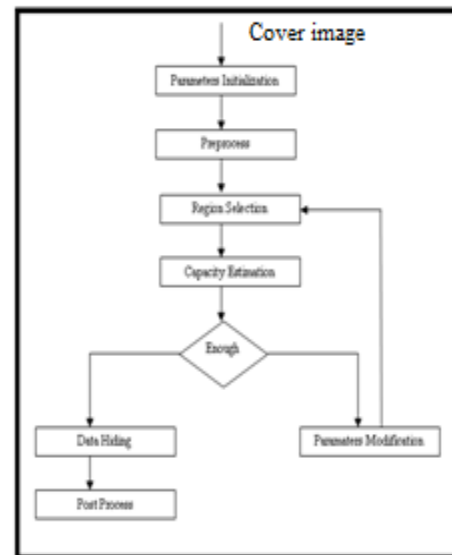 Cover image
Parameters Initialization
Preprocess
Region Selection
Capacity Estimation
Enough
Data Hiding
Parameters Modification
Post Process